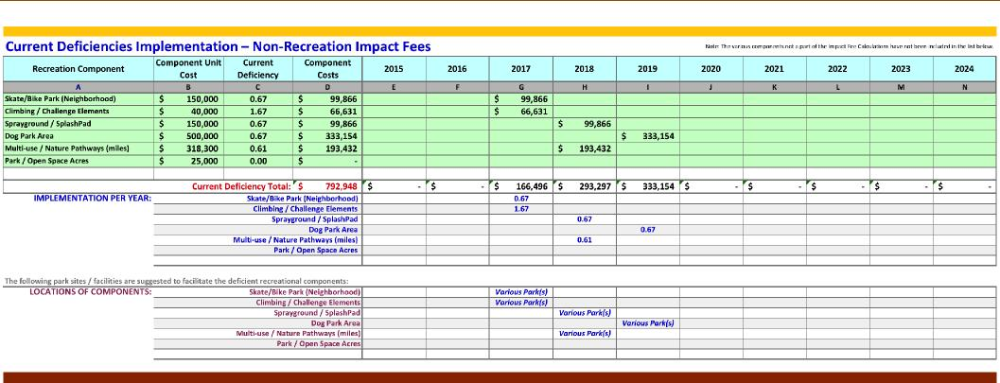 Current Deficiencies Implementation – Non-Recreation Impact Fees
Note: The various components not a part of the Impact Fee Calculations have not been included in the list below.
Recreation Component Component Unit Cost Current Deficiency Component Costs 2015 2016 2017 2018 2019 2020 2021 2022 2023 2024
A B C D E F G H I J K L M N
Skate/Bike Park (Neighborhood) $ 150,000 0.67 $ 99,866 $ 99,866
Climbing / Challenge Elements $ 40,000 1.67 $ 66,631 $ 66,631
Sprayground / SplashPad $ 150,000 0.67 $ 99,866 $ 99,866
Dog Park Area $ 500,000 0.67 $ 333,154 $ 333,154
Multi-use / Nature Pathways (miles) $ 318,300 0.61 $ 193,432 $ 193,432
Park / Open Space Acres $ 25,000 0.00 $ -
Current Deficiency Total: $ 792,948 $ - $ - $ 166,496 $ 293,297 $ 333,154 $ - $ - $ - $ - $ -
IMPLEMENTATION PER YEAR: Skate/Bike Park (Neighborhood) 0.67
Climbing / Challenge Elements 1.67
Sprayground / SplashPad 0.67
Dog Park Area 0.67
Multi-use / Nature Pathways (miles) 0.61
Park / Open Space Acres
The following park sites / facilities are suggested to facilitate the deficient recreational components:
LOCATIONS OF COMPONENTS: Skate/Bike Park (Neighborhood) Various Park(s)
Climbing / Challenge Elements Various Park(s)
Sprayground / SplashPad Various Park(s)
Dog Park Area Various Park(s)
Multi-use / Nature Pathways (miles) Various Park(s)
Park / Open Space Acres